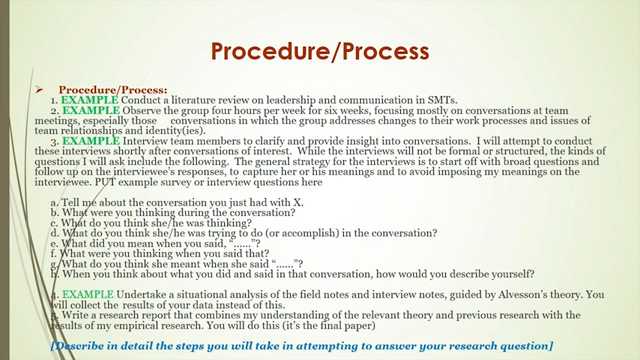 Procedure/Process
Procedure/Process:
1. EXAMPLE Conduct a literature review on leadership and communication in SMTs.
2. EXAMPLE Observe the group four hours per week for six weeks, focusing mostly on conversations at team
meetings, especially those conversations in which the group addresses changes to their work processes and issues of
team relationships and identity(ies).
3. EXAMPLE Interview team members to clarify and provide insight into conversations. I will attempt to conduct
these interviews shortly after conversations of interest. While the interviews will not be formal or structured, the kinds of
questions I will ask include the following. The general strategy for the interviews is to start off with broad questions and
follow up on the interviewee's responses, to capture her or his meanings and to avoid imposing my meanings on the
interviewee. PUT example survey or interview questions here
a. Tell me about the conversation you just had with X.
b. What were you thinking during the conversation?
c. What do you think she/he was thinking?
d. What do you think she/he was trying to do (or accomplish) in the conversation?
e. What did you mean when you said, “......”?
f. What were you thinking when you said that?
g. What do you think she meant when she said “......”?
h. When you think about what you did and said in that conversation, how would you describe yourself?
4. EXAMPLE Undertake a situational analysis of the field notes and interview notes, guided by Alvesson's theory. You
will collect the results of your data instead of this.
5. Write a research report that combines my understanding of the relevant theory and previous research with the
results of my empirical research. You will do this (it's the final paper)
[Describe in detail the steps you will take in attempting to answer your research question]